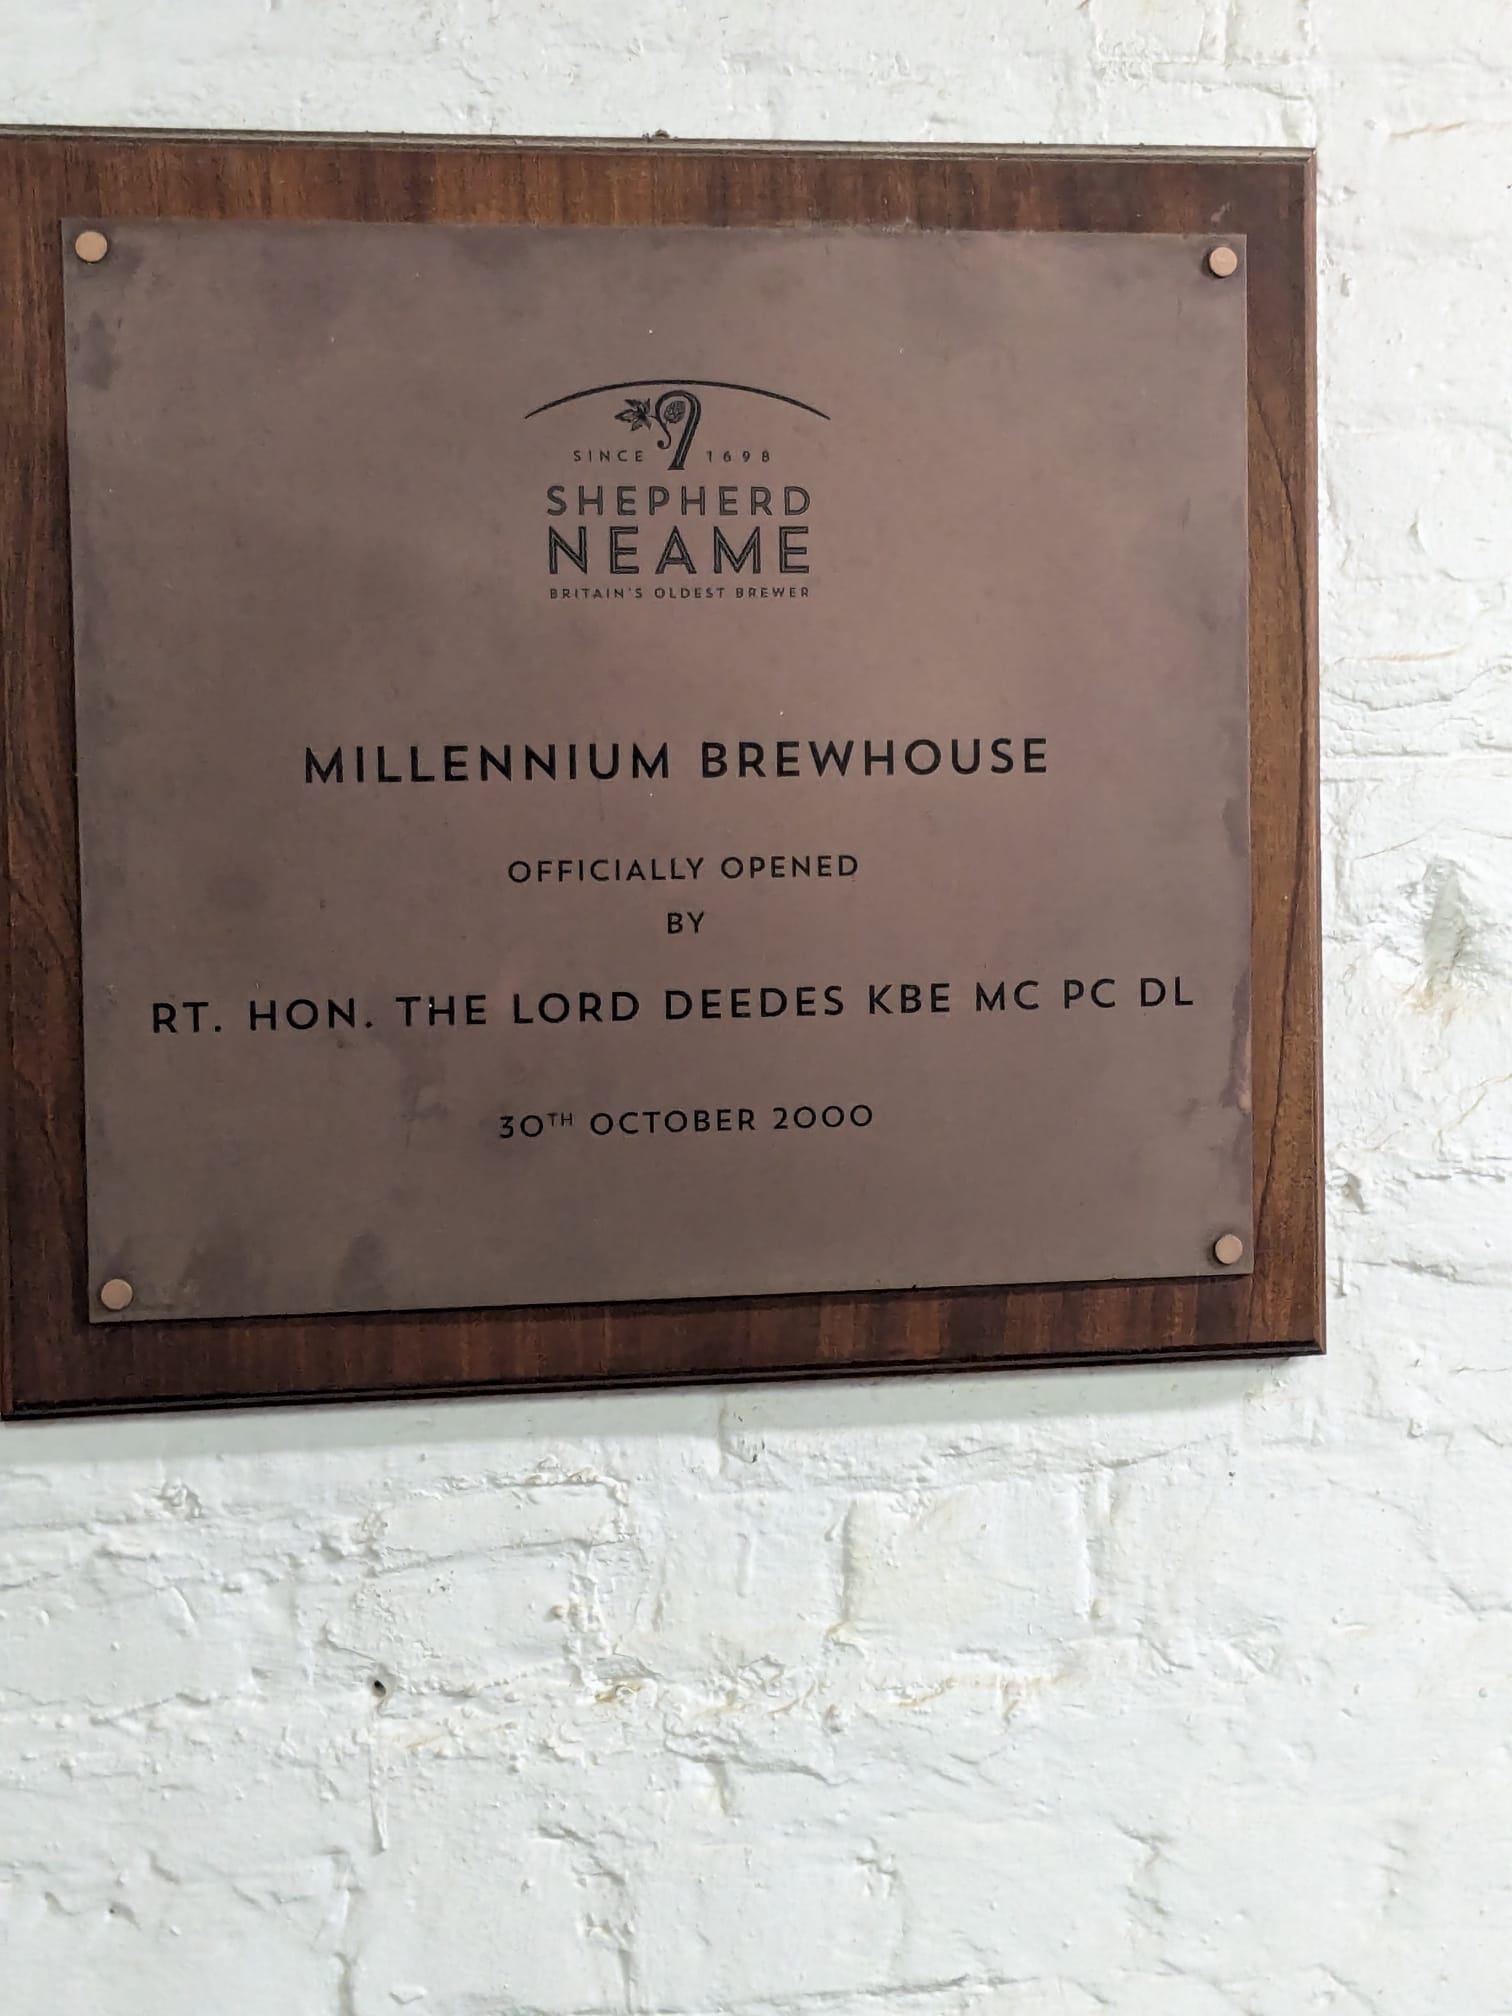 SINCE 1698
SHEPHERD
NEAME
BRITAIN'S OLDEST BREWER
MILLENNIUM BREWHOUSE
OFFICIALLY OPENED
BY
RT. HON. THE LORD DEEDES KBE MC PC DL
30TH OCTOBER 2000